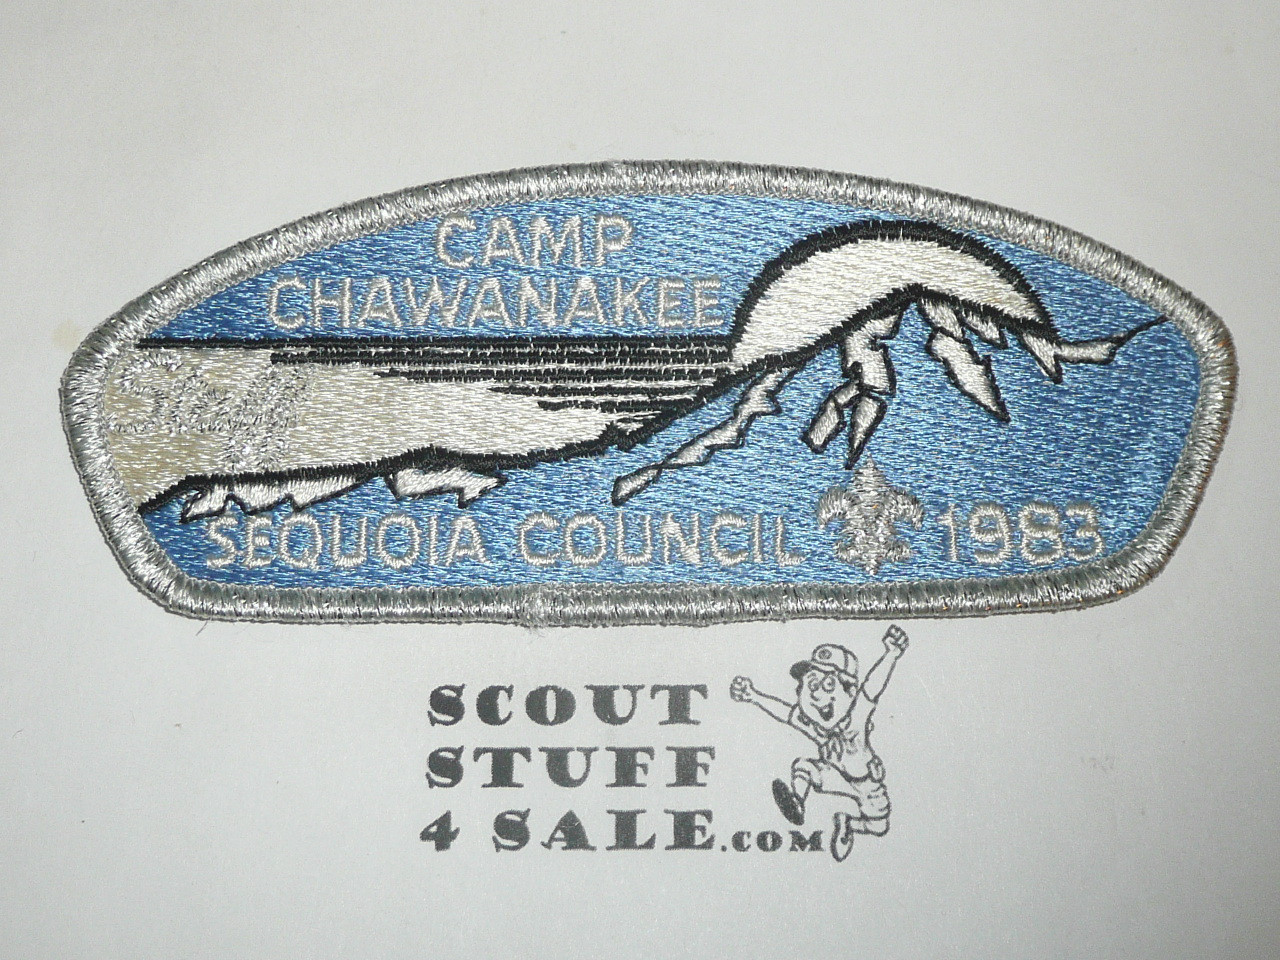 CAMP
CHAWANAKEE
Staff
SEQUOIA COUNCIL 1983
SCOUT
STUFF
4 SALE.COM